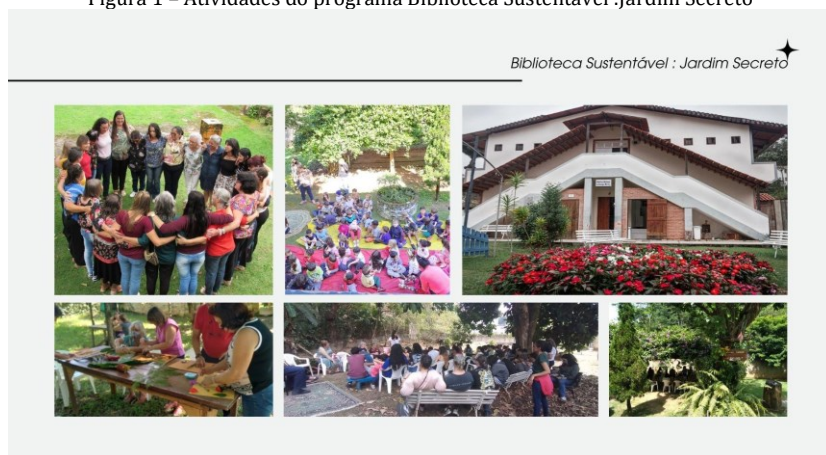 Figura 1 – Atividades do programa Biblioteca Sustentável :Jardim Secreto
Biblioteca Sustentável : Jardim Secreto